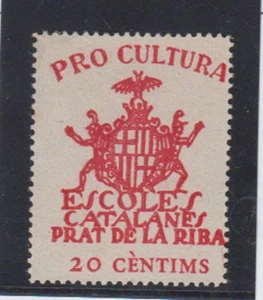 PRO CULTURA
ESCOLES
CATALANES
PRAT DE LA RIBA
20 CÈNTIMS